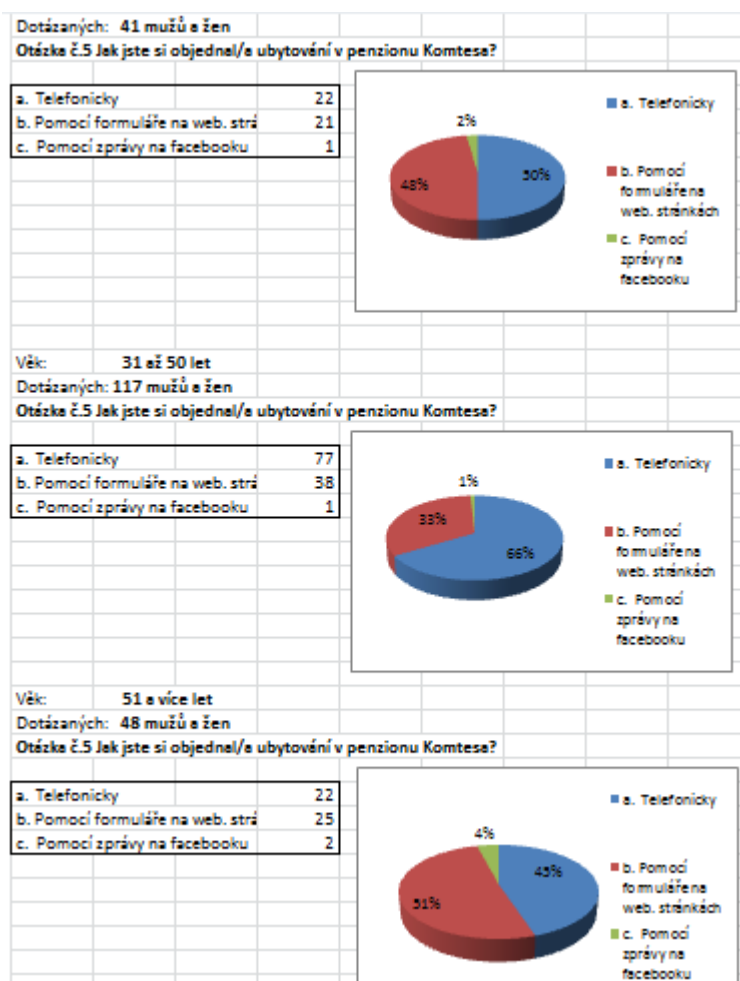 Dotázaných: 41 mužů a žen
Otázka č.5 Jak jste si objednal/a ubytování v penzionu Komtesa?
a. Telefonicky 22
b. Pomocí formuláře na web. strá 21
c. Pomocí zprávy na facebooku 1
2%
48%
50%
a. Telefonicky
b. Pomocí
formuláře na
web. stránkách
c. Pomocí
zprávy na
facebooku
Věk: 31 až 50 let
Dotázaných: 117 mužů a žen
Otázka č.5 Jak jste si objednal/a ubytování v penzionu Komtesa?
a. Telefonicky 77
b. Pomocí formuláře na web. strá 38
c. Pomocí zprávy na facebooku 1
1%
33%
66%
a. Telefonicky
b. Pomocí
formuláře na
web. stránkách
c. Pomocí
zprávy na
facebooku
Věk: 51 a více let
Dotázaných: 48 mužů a žen
Otázka č.5 Jak jste si objednal/a ubytování v penzionu Komtesa?
a. Telefonicky 22
b. Pomocí formuláře na web. strá 25
c. Pomocí zprávy na facebooku 2
4%
45%
51%
a. Telefonicky
b. Pomocí
formuláře na
web. stránkách
c. Pomocí
zprávy na
facebooku